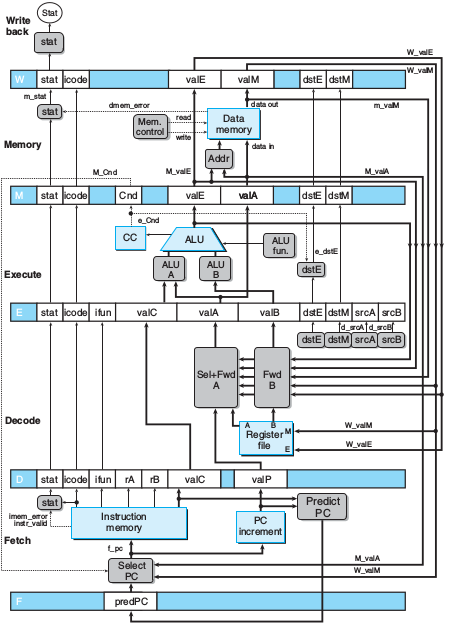 Stat
Write
back
stat
W_valE
W_valM
W stat icode valE valM dstE dstM
m_stat
stat
dmem_error
data out
m_valM
Mem.
control
read
write
Data
memory
data in
Memory
Addr
M_Cnd
M_valE
M_valA
M stat icode Cnd valE valA dstE dstM
e_Cnd
CC
ALU
ALU
fun.
e_dstE
ALU
A
ALU
B
dstE
Execute
E stat icode ifun valC valA valB dstE dstM srcA srcB
dstE dstM srcA srcB
d_srcA d_srcB
Sel+Fwd
A
Fwd
B
Decode
A B
M
Register
file
E
W_valM
W_valE
D stat icode ifun rA rB valC valP
stat
imem_error
instr_valid
Instruction
memory
PC
increment
Predict
PC
Fetch
f_pc
M_valA
W_valM
Select
PC
F predPC